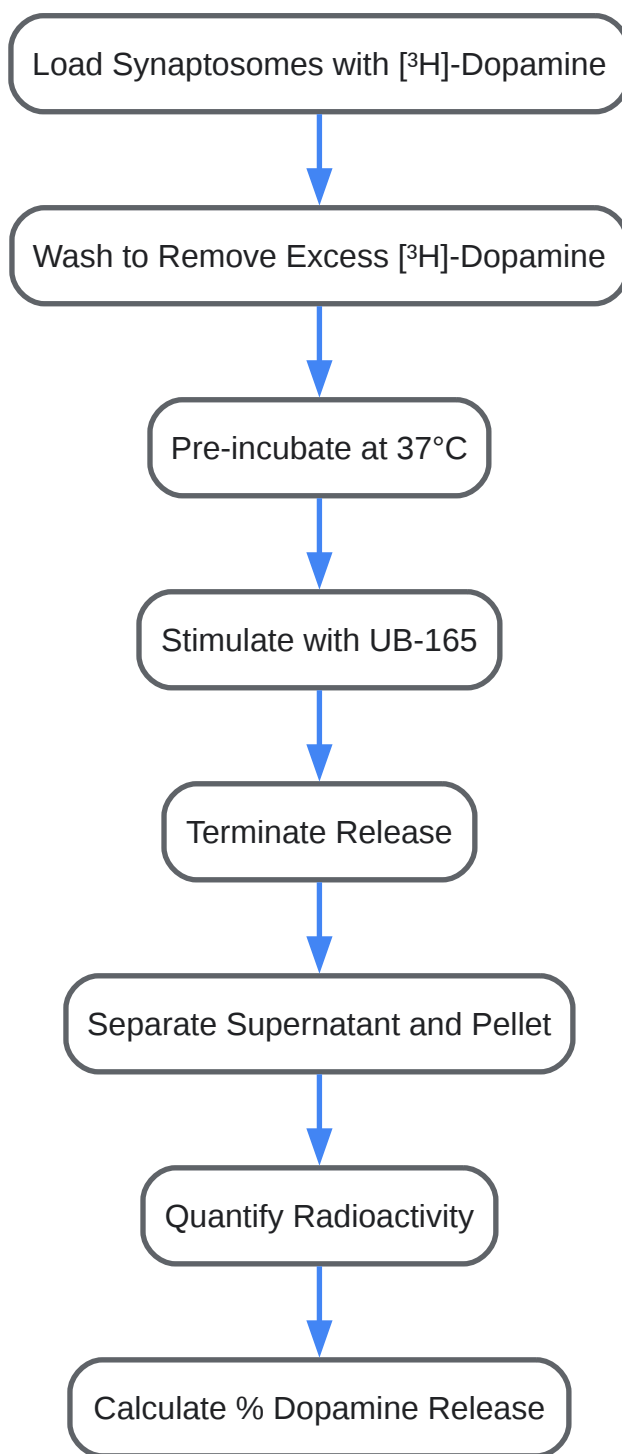 Load Synaptosomes with [³H]-Dopamine
Wash to Remove Excess [³H]-Dopamine
Pre-incubate at 37°C
Stimulate with UB-165
Terminate Release
Separate Supernatant and Pellet
Quantify Radioactivity
Calculate % Dopamine Release